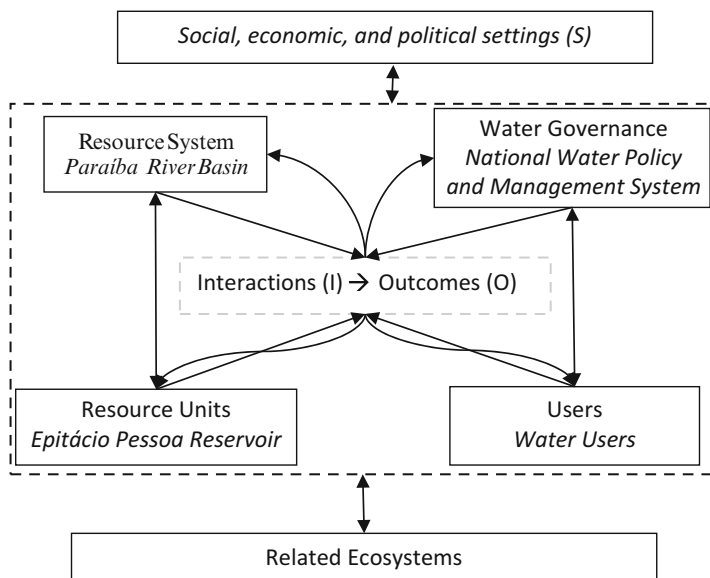 Social, economic, and political settings (S)
Resource System
Paraíba River Basin
Water Governance
National Water Policy
and Management System
Interactions (I) → Outcomes (O)
Resource Units
Epitácio Pessoa Reservoir
Users
Water Users
Related Ecosystems